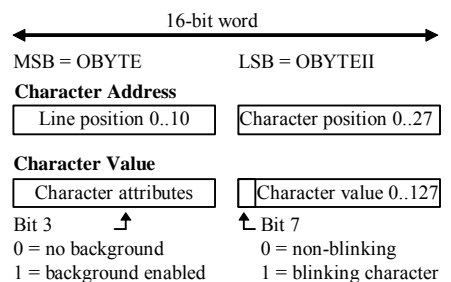 16-bit word
MSB = OBYTE LSB = OBYTEII
Character Address
Line position 0..10 Character position 0..27
Character Value
Character attributes Character value 0..127
Bit 3 Bit 7
0 = no background 0 = non-blinking
1 = background enabled 1 = blinking character